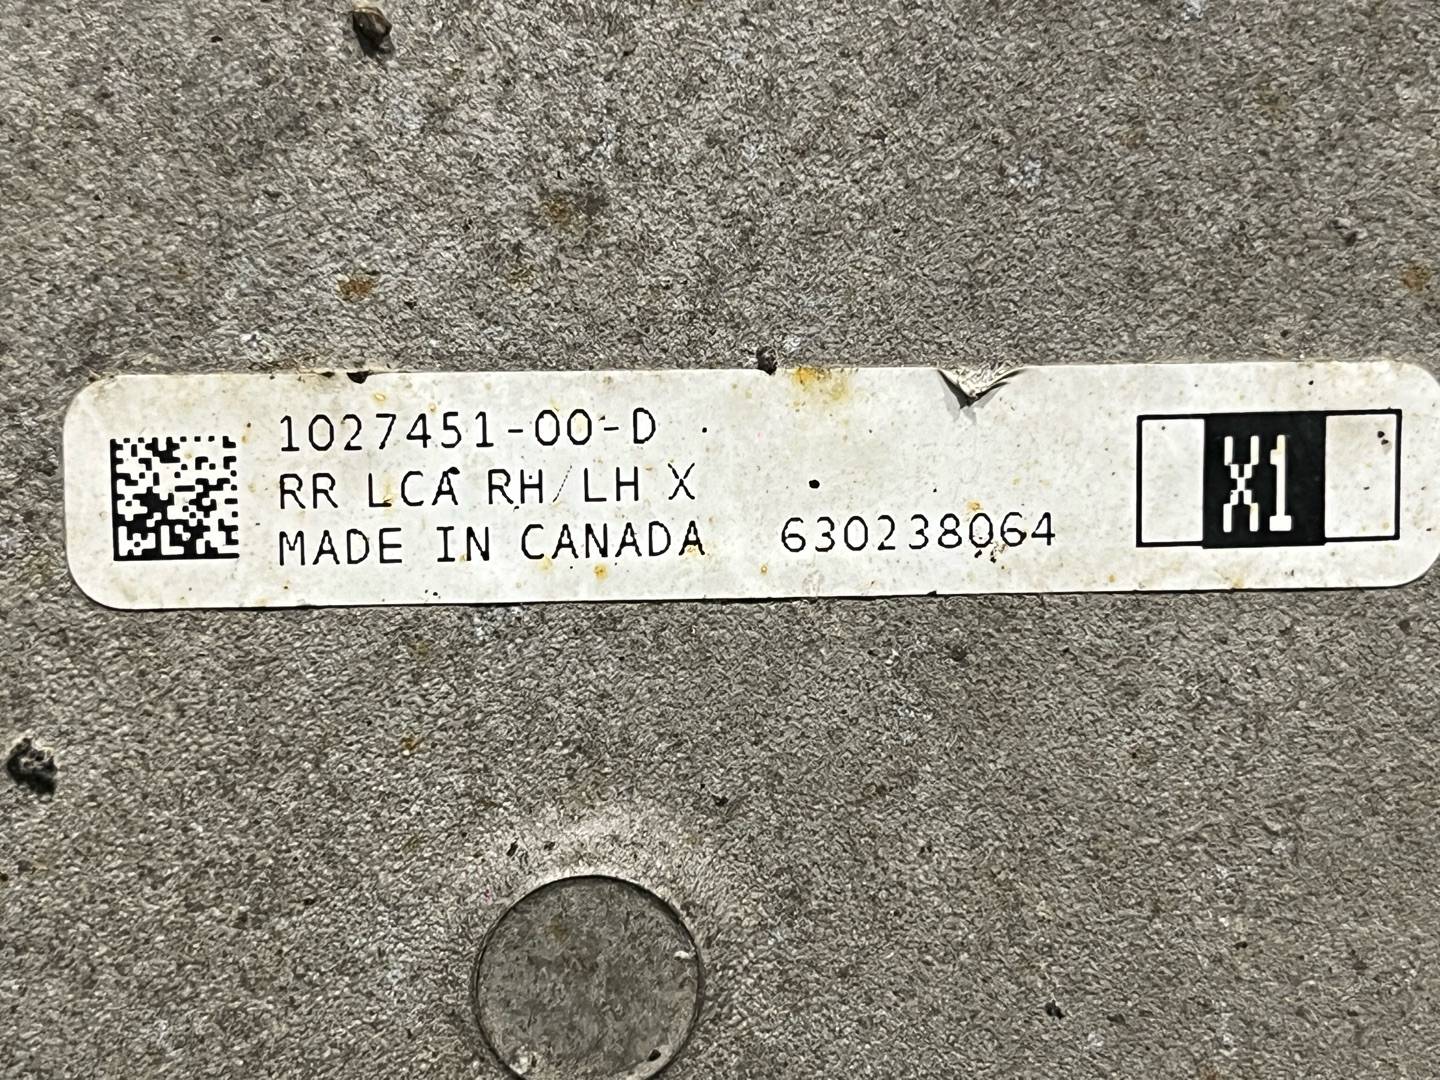 1027451-00-D
RR LCA RH/LH X
MADE IN CANADA 630238064
X1